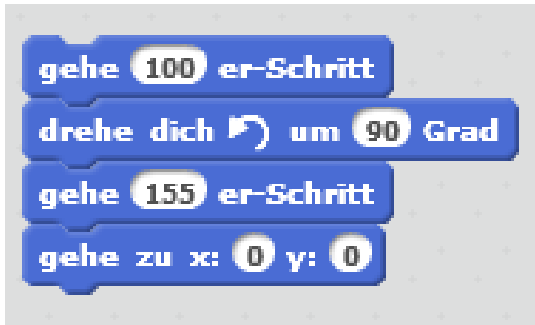 gehe 100 er-Schritt
drehe dich um 90 Grad
gehe 155 er-Schritt
gehe zu x: 0 y: 0